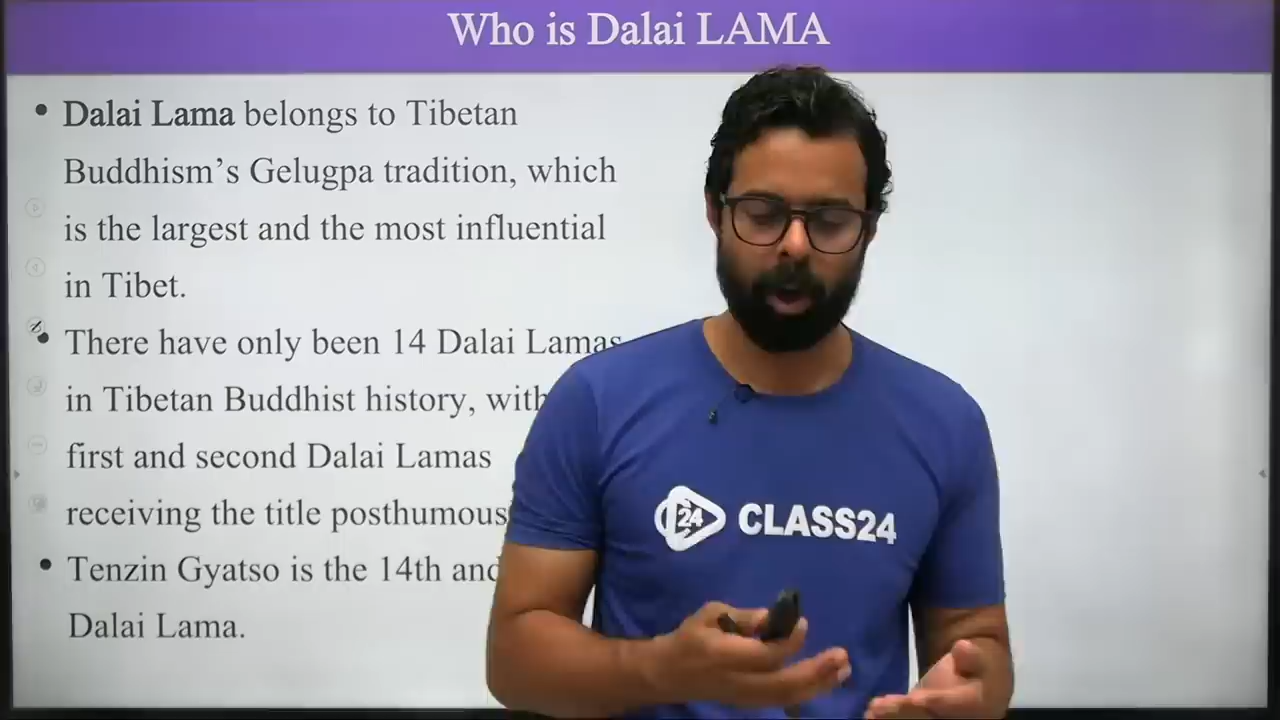 Who is Dalai LAMA
• Dalai Lama belongs to Tibetan
Buddhism's Gelugpa tradition, which
is the largest and the most influential
in Tibet.
• There have only been 14 Dalai Lamas
in Tibetan Buddhist history, with
first and second Dalai Lamas
receiving the title
• Tenzin Gyatso is the 14th and
Dalai Lama.
24 CLASS24